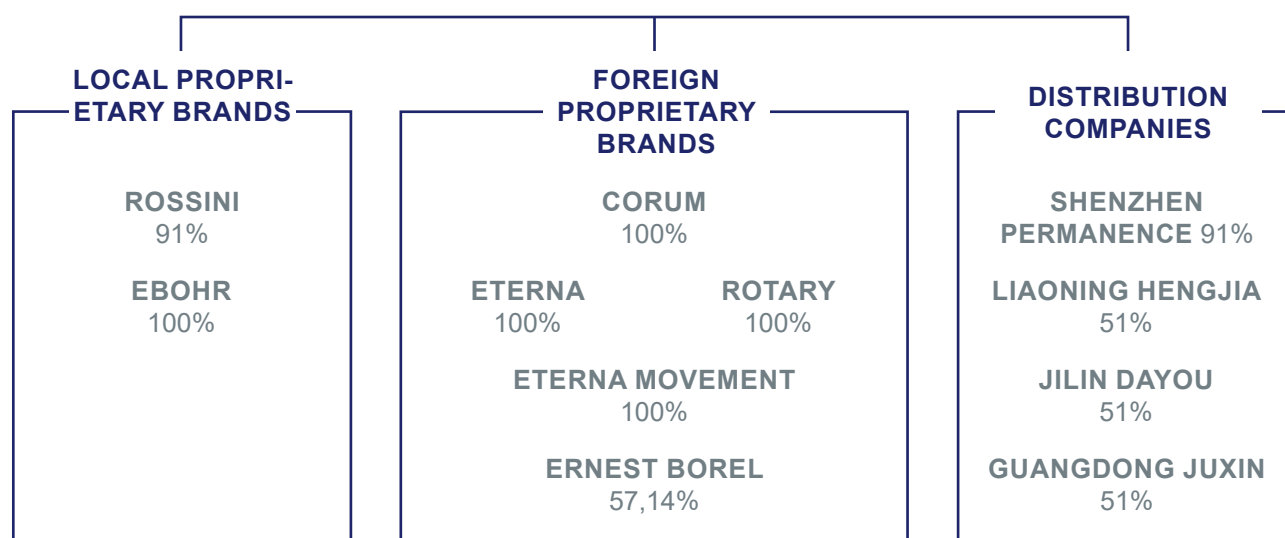 LOCAL PROPRI-
ETARY BRANDS
ROSSINI
91%
EBOHR
100%
FOREIGN
PROPRIETARY
BRANDS
CORUM
100%
ETERNA ROTARY
100% 100%
ETERNA MOVEMENT
100%
ERNEST BOREL
57,14%
DISTRIBUTION
COMPANIES
SHENZHEN
PERMANENCE 91%
LIAONING HENGJIA
51%
JILIN DAYOU
51%
GUANGDONG JUXIN
51%